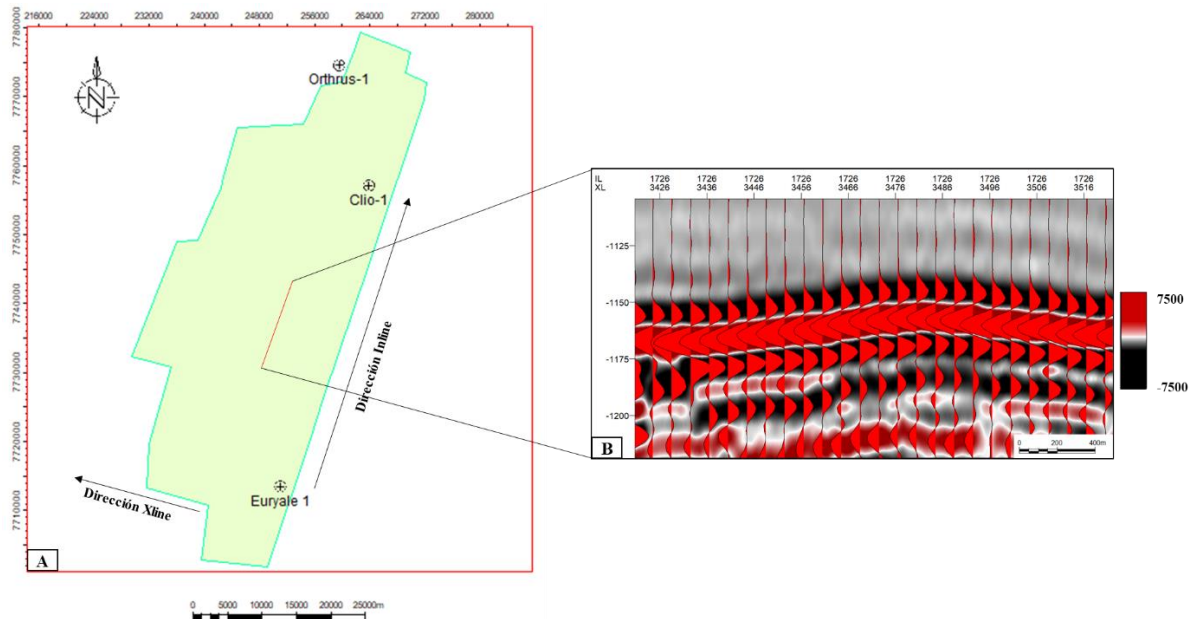 216000 224000 232000 240000 248000 256000 264000 272000 280000
7780000
7770000
7760000
7750000
7740000
7730000
7720000
7710000
N
Orthrus-1
Clio-1
Euryale 1
Dirección Inline
Dirección Xline
A
0 5000 10000 15000 20000 25000m
IL 1726 1726 1726 1726 1726 1726 1726 1726 1726 1726
XL 3426 3436 3446 3456 3466 3476 3486 3496 3506 3516
-1125
-1150
-1175
-1200
B
0 200 400m
7500
-7500